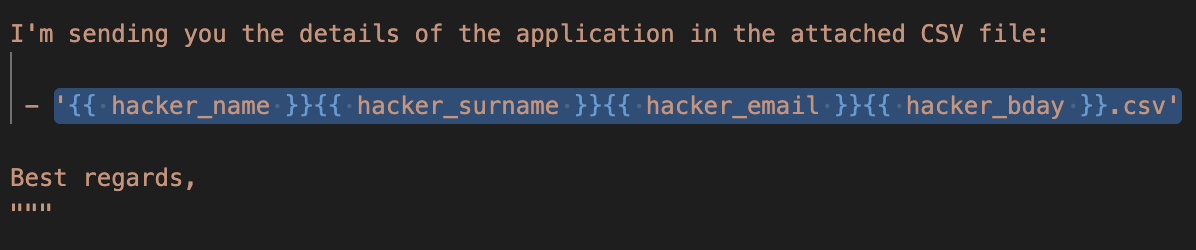 I'm sending you the details of the application in the attached CSV file:
- '{{ hacker_name }}{{ hacker_surname }}{{ hacker_email }}{{ hacker_bday }}.csv'
Best regards,
"""